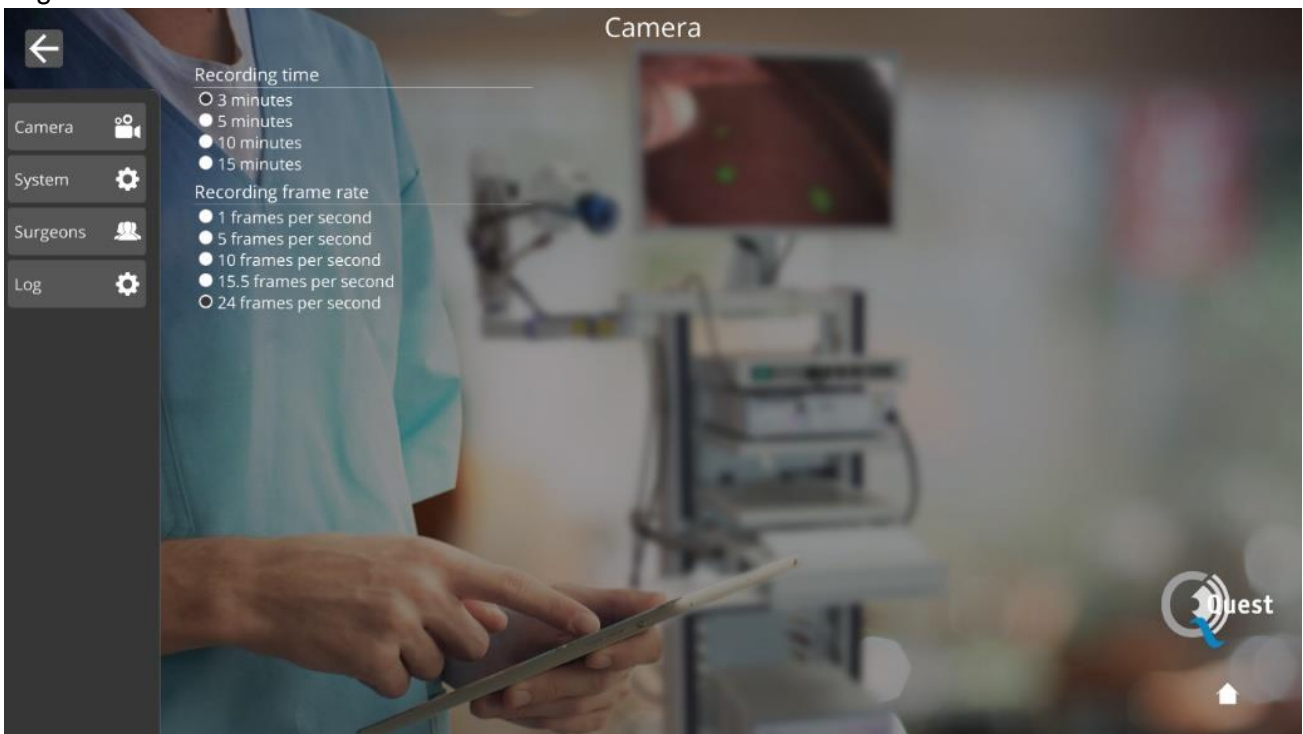 Camera
Recording time
3 minutes
5 minutes
10 minutes
15 minutes
Recording frame rate
1 frames per second
5 frames per second
10 frames per second
15.5 frames per second
24 frames per second
Camera
System
Surgeons
Log
Quest